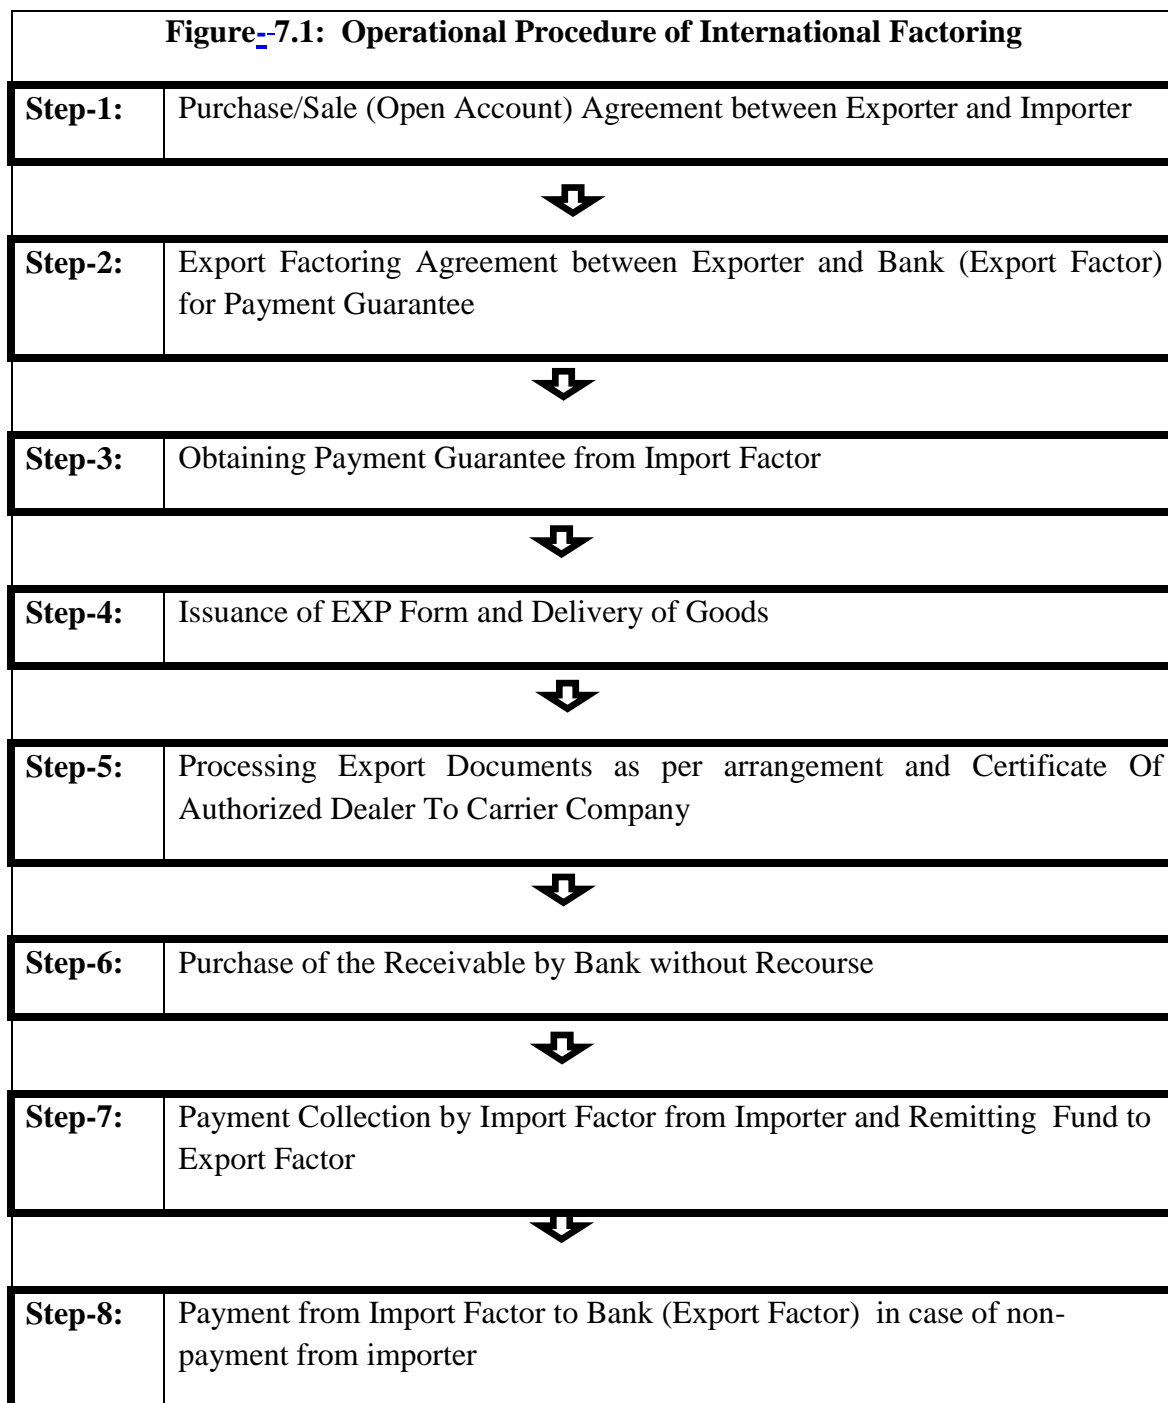 Figure--7.1: Operational Procedure of International Factoring
Step-1: Purchase/Sale (Open Account) Agreement between Exporter and Importer
Step-2: Export Factoring Agreement between Exporter and Bank (Export Factor)
for Payment Guarantee
Step-3: Obtaining Payment Guarantee from Import Factor
Step-4: Issuance of EXP Form and Delivery of Goods
Step-5: Processing Export Documents as per arrangement and Certificate Of
Authorized Dealer To Carrier Company
Step-6: Purchase of the Receivable by Bank without Recourse
Step-7: Payment Collection by Import Factor from Importer and Remitting Fund to
Export Factor
Step-8: Payment from Import Factor to Bank (Export Factor) in case of non-
payment from importer